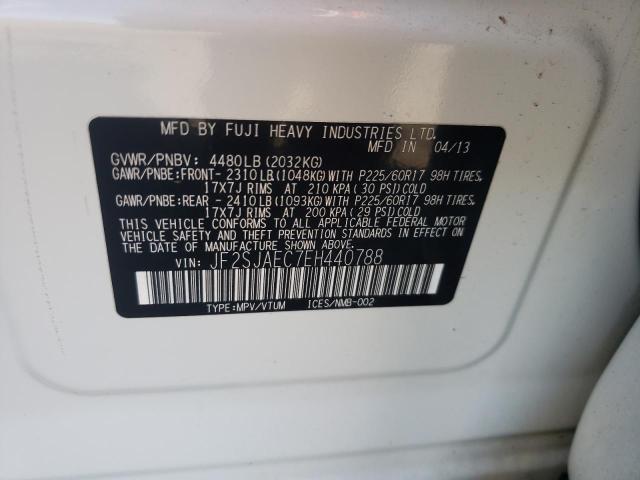 MFD BY FUJI HEAVY INDUSTRIES LTD.
MFD IN 04/13
GVWR/PNBV: 4480LB(2032KG)
GAWR/PNBE:FRONT- 2310LB(1048KG)WITH P225/60R17 98H TIRES,
17X7J RIMS AT 210 KPA(30 PSI)COLD
GAWR/PNBE:REAR - 2410LB(1093KG)WITH P225/60R17 98H TIRES,
17X7J RIMS AT 200 KPA(29 PSI)COLD
THIS VEHICLE CONFORMS TO ALL APPLICABLE FEDERAL MOTOR
VEHICLE SAFETY AND THEFT PREVENTION STANDARDS IN EFFECT ON
THE DATE OF MANUFACTURE SHOWN ABOVE.
VIN: JF2SJAEC7EH440788
TYPE:MPV/VTUM ICES/NMB-002